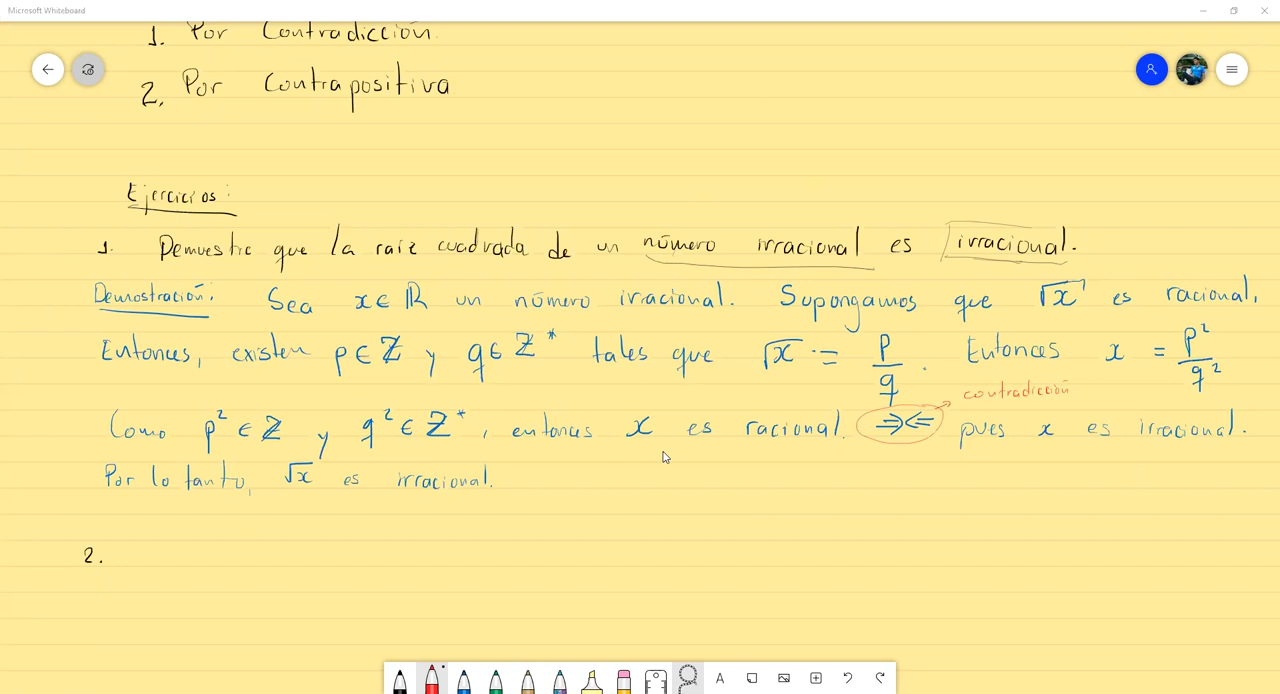 Microsoft Whiteboard
1. Por Contradicción.
2. Por Contrapositiva
Ejercicios:
1. Demuestre que la raíz cuadrada de un número irracional es irracional.
Demostración: Sea x ∈ ℝ un número irracional. Supongamos que √x es racional.
Entonces, existen p ∈ ℤ y q ∈ ℤ* tales que √x = p/q. Entonces x = p²/q²
contradicción
Como p² ∈ ℤ y q² ∈ ℤ*, entonces x es racional. ⇒⇐ pues x es irracional.
Por lo tanto, √x es irracional.
2.
A